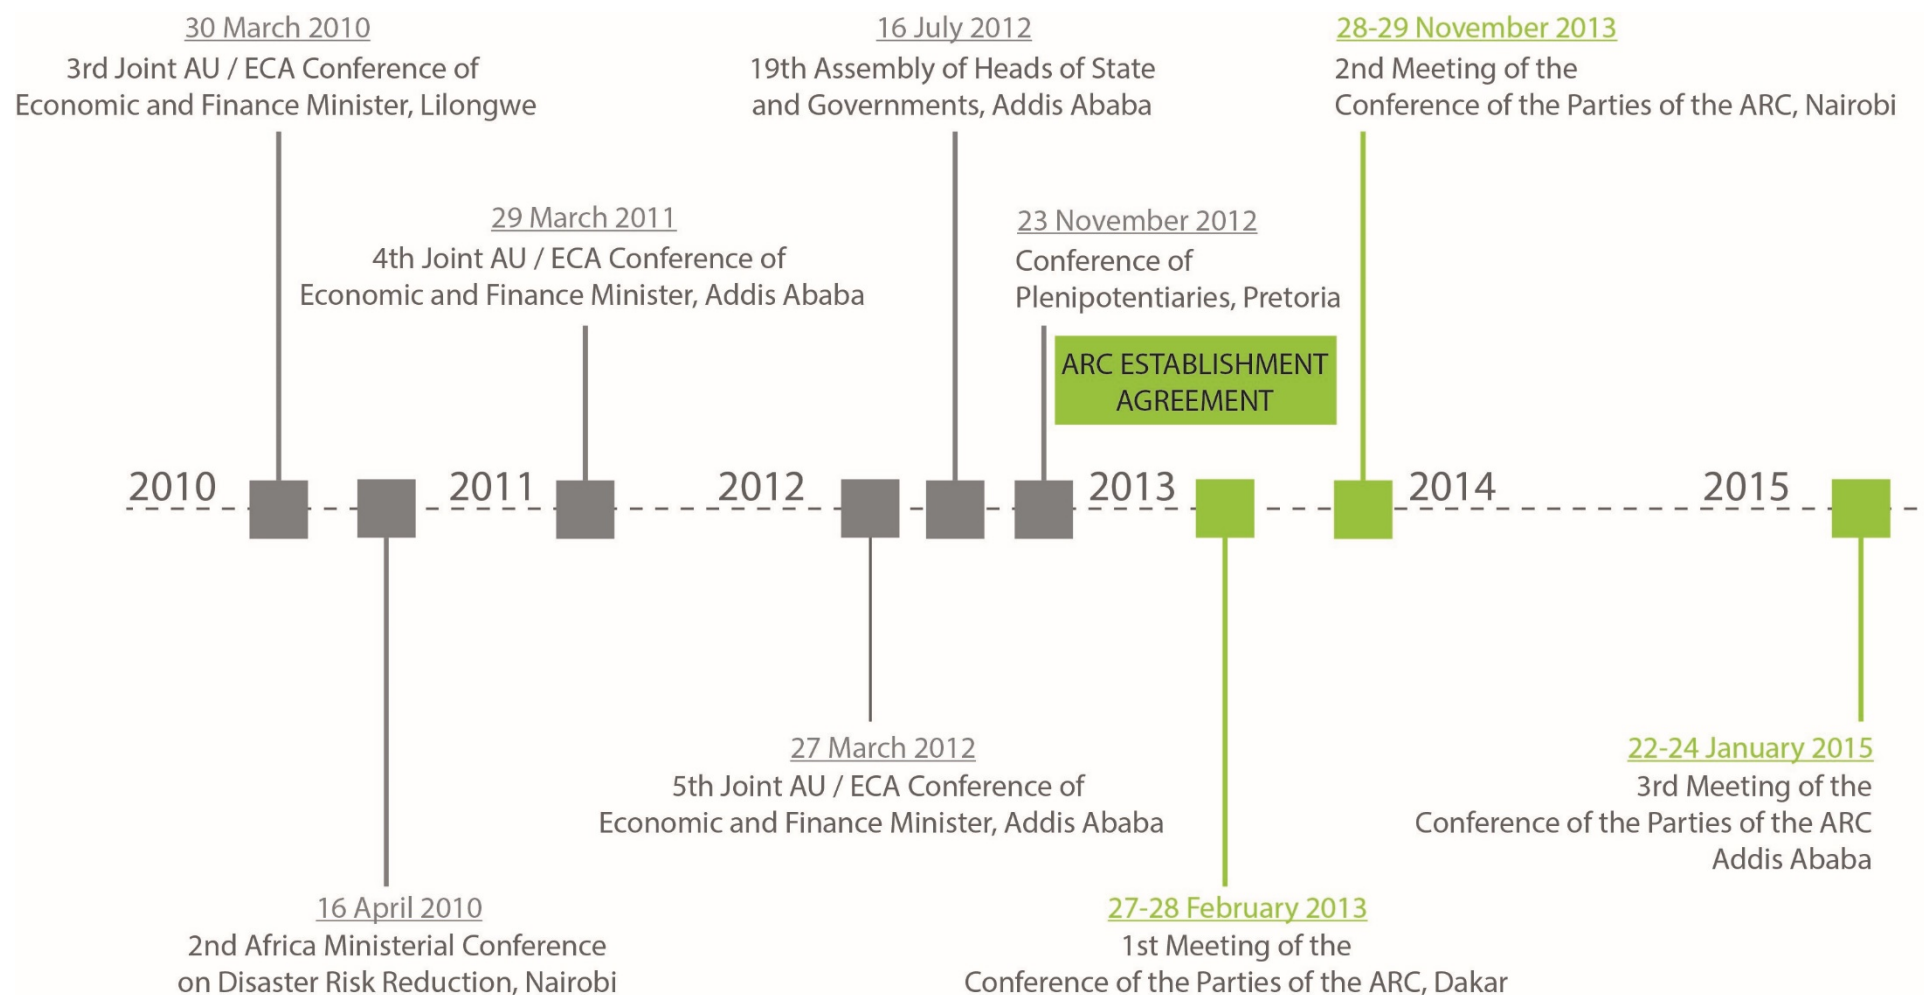 30 March 2010
3rd Joint AU / ECA Conference of
Economic and Finance Minister, Lilongwe
16 July 2012
19th Assembly of Heads of State
and Governments, Addis Ababa
28-29 November 2013
2nd Meeting of the
Conference of the Parties of the ARC, Nairobi
29 March 2011
4th Joint AU / ECA Conference of
Economic and Finance Minister, Addis Ababa
23 November 2012
Conference of
Plenipotentiaries, Pretoria
ARC ESTABLISHMENT
AGREEMENT
2010
2011
2012
2013
2014
2015
27 March 2012
5th Joint AU / ECA Conference of
Economic and Finance Minister, Addis Ababa
22-24 January 2015
3rd Meeting of the
Conference of the Parties of the ARC
Addis Ababa
16 April 2010
2nd Africa Ministerial Conference
on Disaster Risk Reduction, Nairobi
27-28 February 2013
1st Meeting of the
Conference of the Parties of the ARC, Dakar